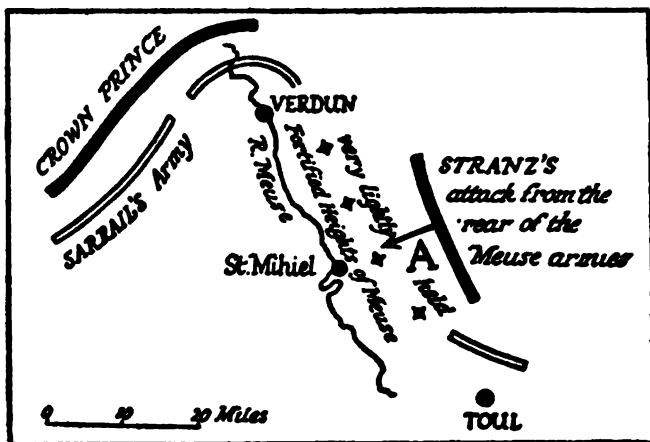 CROWN PRINCE
SARRAIL'S Army
VERDUN
R. Meuse
Fortified Heights of Meuse
very lightly
held
A
STRANZ'S
attack from the
rear of the
Meuse armies
St. Mihiel
TOUL
0 10 20 Miles